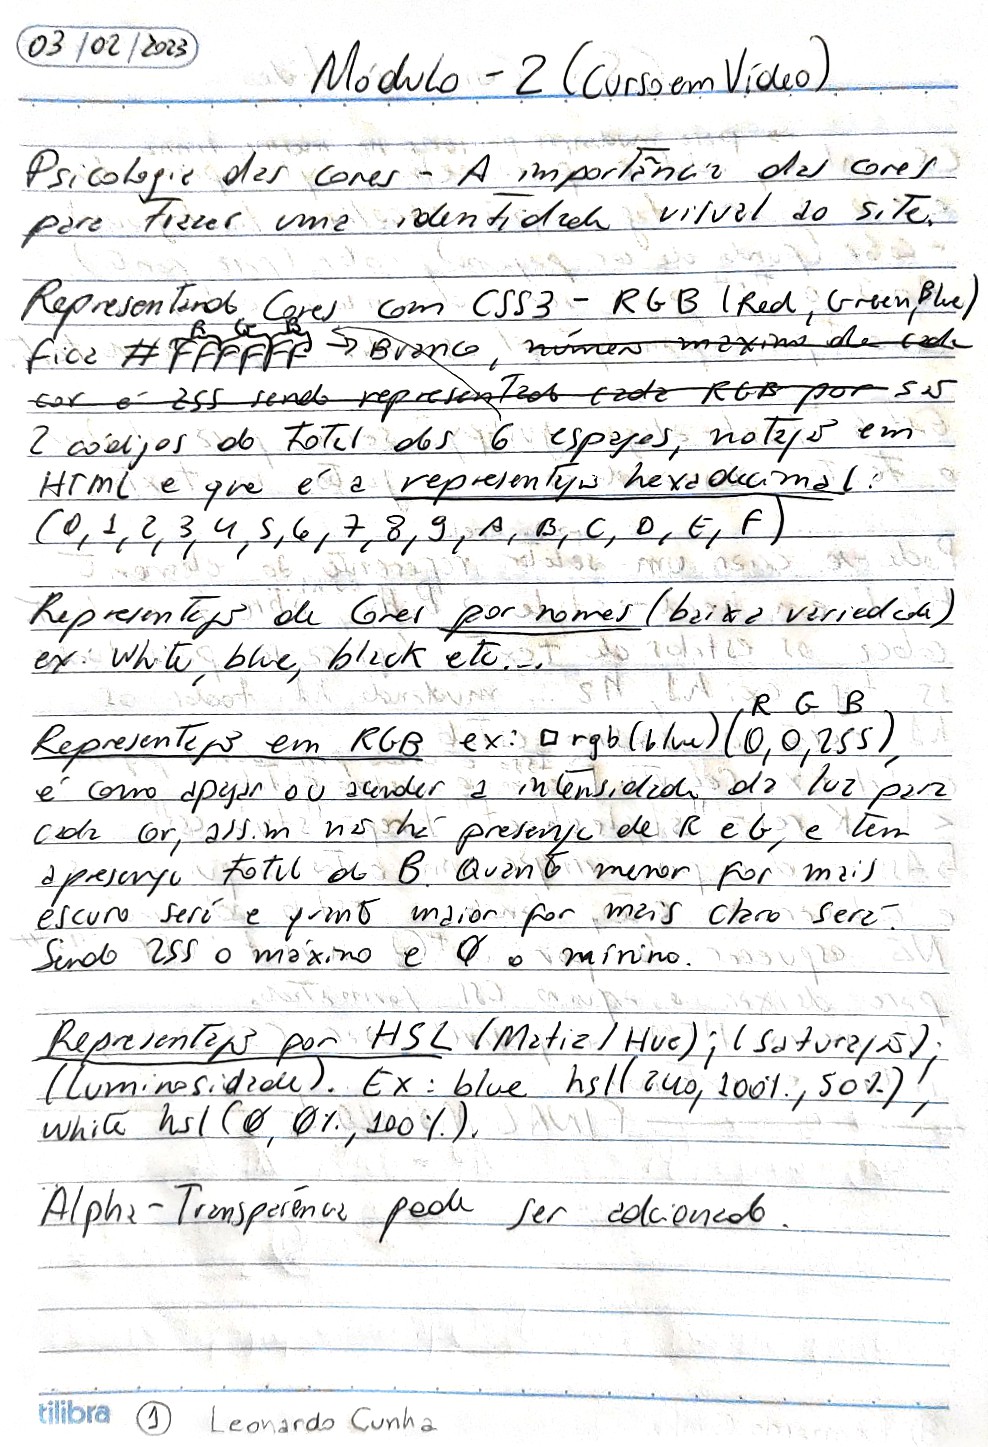 03/02/2023
Módulo - 2 (Curso em Vídeo)
Psicologia das cores - A importância das cores
para trazer uma identidade visual ao site.
Representando Cores com CSS3 - RGB (Red, Green, Blue)
R G B
fica #FFFFFF → Branco, número maximo de cada
cor é 255 sendo representado cada RGB por seus
2 códigos do total dos 6 espaços, notação em
HTML e que é a representação hexadecimal:
(0, 1, 2, 3, 4, 5, 6, 7, 8, 9, A, B, C, D, E, F)
Representação de Cores por nomes (baixa variedade)
ex: White, blue, black etc...
R G B
Representação em RGB ex: □ rgb(blue)(0, 0, 255),
é como apagar ou acender a intensidade da luz para
cada cor, assim não há presença de R e G, e tem
a presença total do B. Quanto menor for mais
escuro será e quanto maior for mais claro será.
Sendo 255 o máximo e 0 o mínino.
Representação por HSL (Matiz/Hue); (Saturação);
(Luminosidade). Ex: blue hsl(240, 100%, 50%),
white hsl(0, 0%, 100%).
Alpha-Transparência pode ser adcionado.
tilibra 1 Leonardo Cunha